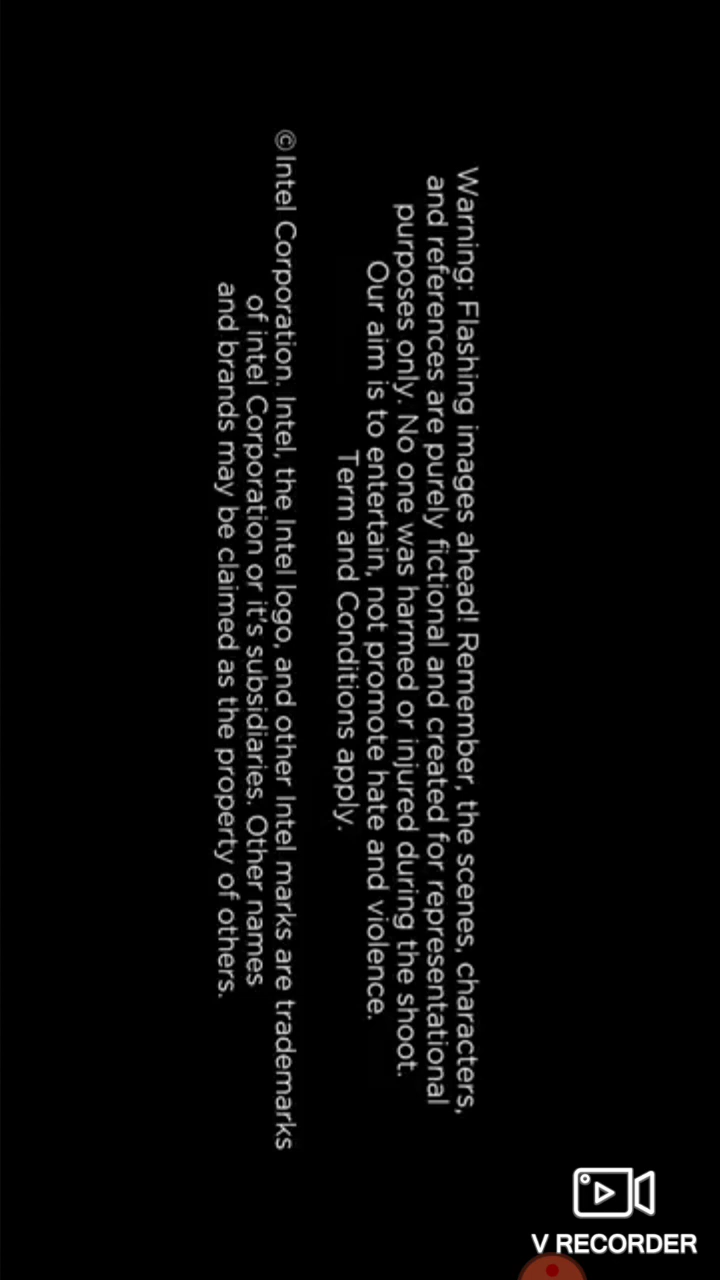 Warning: Flashing images ahead! Remember, the scenes, characters,
and references are purely fictional and created for representational
purposes only. No one was harmed or injured during the shoot.
Our aim is to entertain, not promote hate and violence.
Term and Conditions apply.
©Intel Corporation. Intel, the Intel logo, and other Intel marks are trademarks
of intel Corporation or it's subsidiaries. Other names
and brands may be claimed as the property of others.
V RECORDER